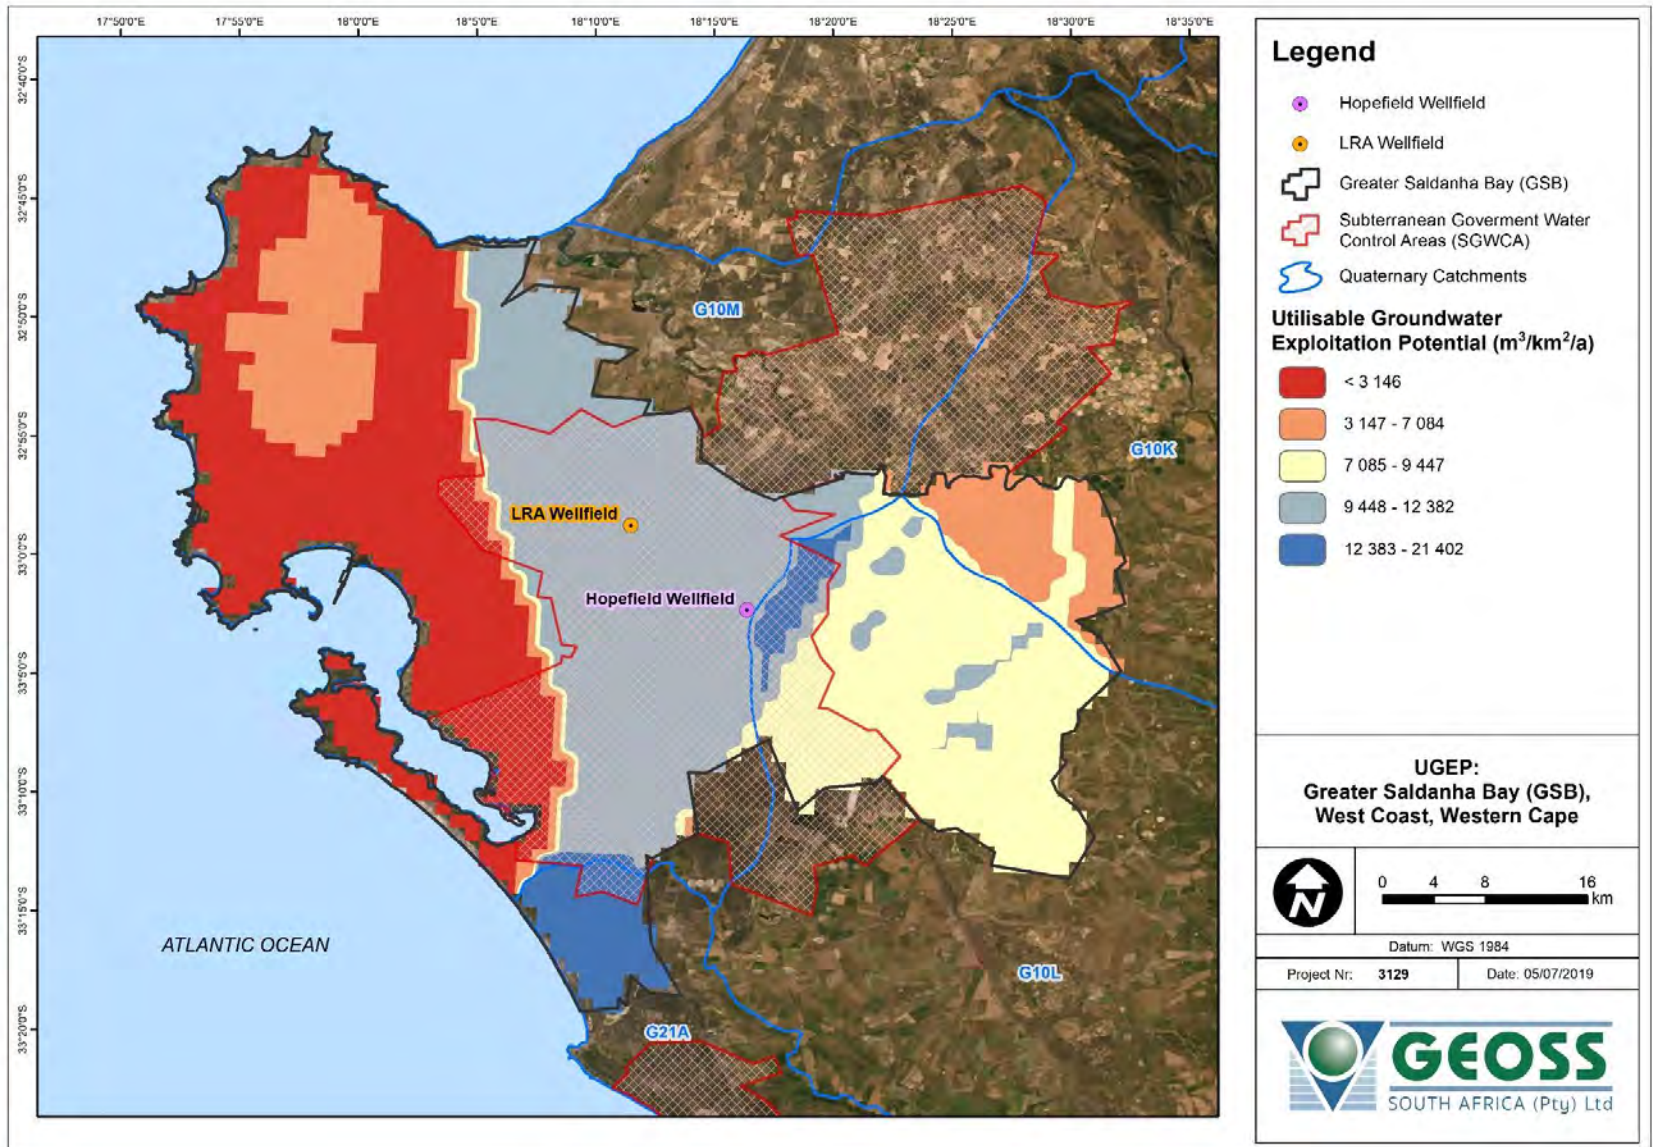 17°50'0"E 17°55'0"E 18°0'0"E 18°5'0"E 18°10'0"E 18°15'0"E 18°20'0"E 18°25'0"E 18°30'0"E 18°35'0"E
32°40'0"S
32°45'0"S
32°50'0"S
32°55'0"S
33°0'0"S
33°5'0"S
33°10'0"S
33°15'0"S
33°20'0"S
G10M
G10K
LRA Wellfield
Hopefield Wellfield
ATLANTIC OCEAN
G10L
G21A
Legend
Hopefield Wellfield
LRA Wellfield
Greater Saldanha Bay (GSB)
Subterranean Goverment Water
Control Areas (SGWCA)
Quaternary Catchments
Utilisable Groundwater
Exploitation Potential (m³/km²/a)
< 3 146
3 147 - 7 084
7 085 - 9 447
9 448 - 12 382
12 383 - 21 402
UGEP:
Greater Saldanha Bay (GSB),
West Coast, Western Cape
N
0 4 8 16
km
Datum: WGS 1984
Project Nr: 3129 Date: 05/07/2019
GEOSS
SOUTH AFRICA (Pty) Ltd